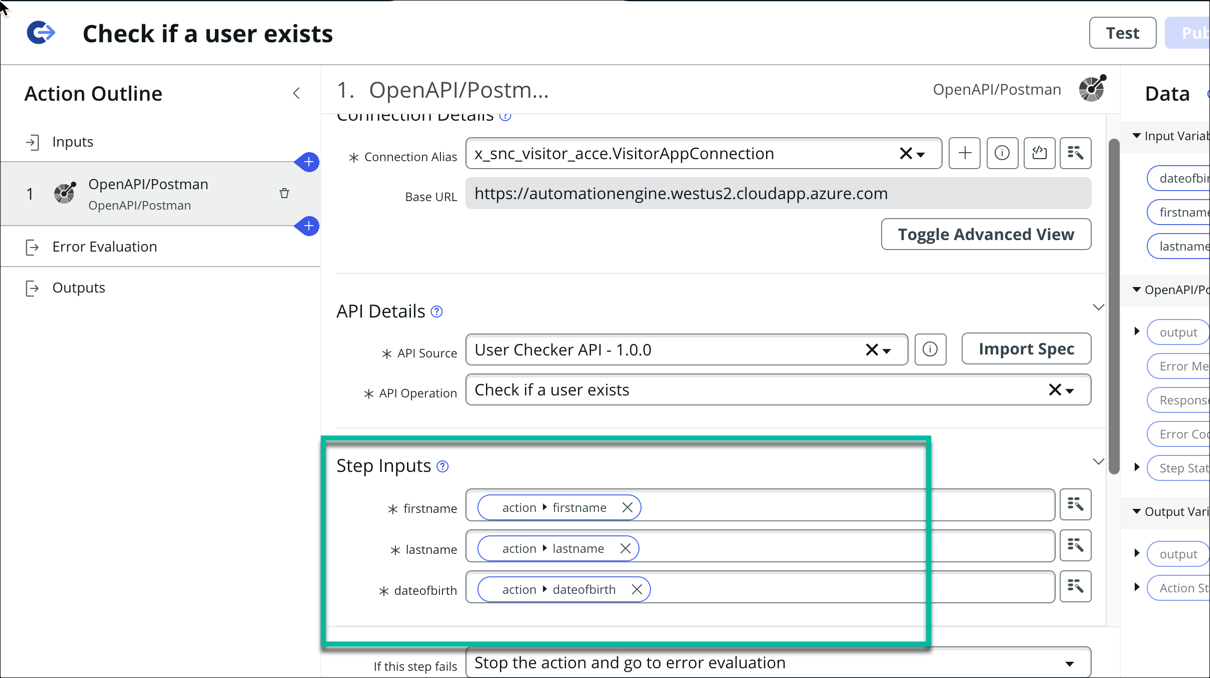 Check if a user exists
Test
Pub
Action Outline
Inputs
1
OpenAPI/Postman
OpenAPI/Postman
Error Evaluation
Outputs
1. OpenAPI/Postm...
OpenAPI/Postman
Connection Details
* Connection Alias
x_snc_visitor_acce.VisitorAppConnection
Base URL
https://automationengine.westus2.cloudapp.azure.com
Toggle Advanced View
API Details
* API Source
User Checker API - 1.0.0
Import Spec
* API Operation
Check if a user exists
Step Inputs
* firstname
action firstname
* lastname
action lastname
* dateofbirth
action dateofbirth
If this step fails
Stop the action and go to error evaluation
Data
Input Variab
dateofbir
firstname
lastname
OpenAPI/Po
output
Error Me
Response
Error Cod
Step Stat
Output Vari
output
Action St